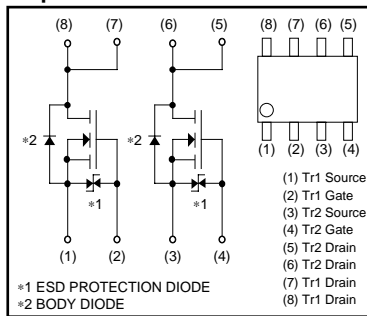 (8) (7) (6) (5)
(8) (7) (6) (5)
*2 *2
*1 *1
(1) (2) (3) (4)
(1) (2) (3) (4)
(1) Tr1 Source
(2) Tr1 Gate
(3) Tr2 Source
(4) Tr2 Gate
(5) Tr2 Drain
(6) Tr2 Drain
(7) Tr1 Drain
(8) Tr1 Drain
*1 ESD PROTECTION DIODE
*2 BODY DIODE